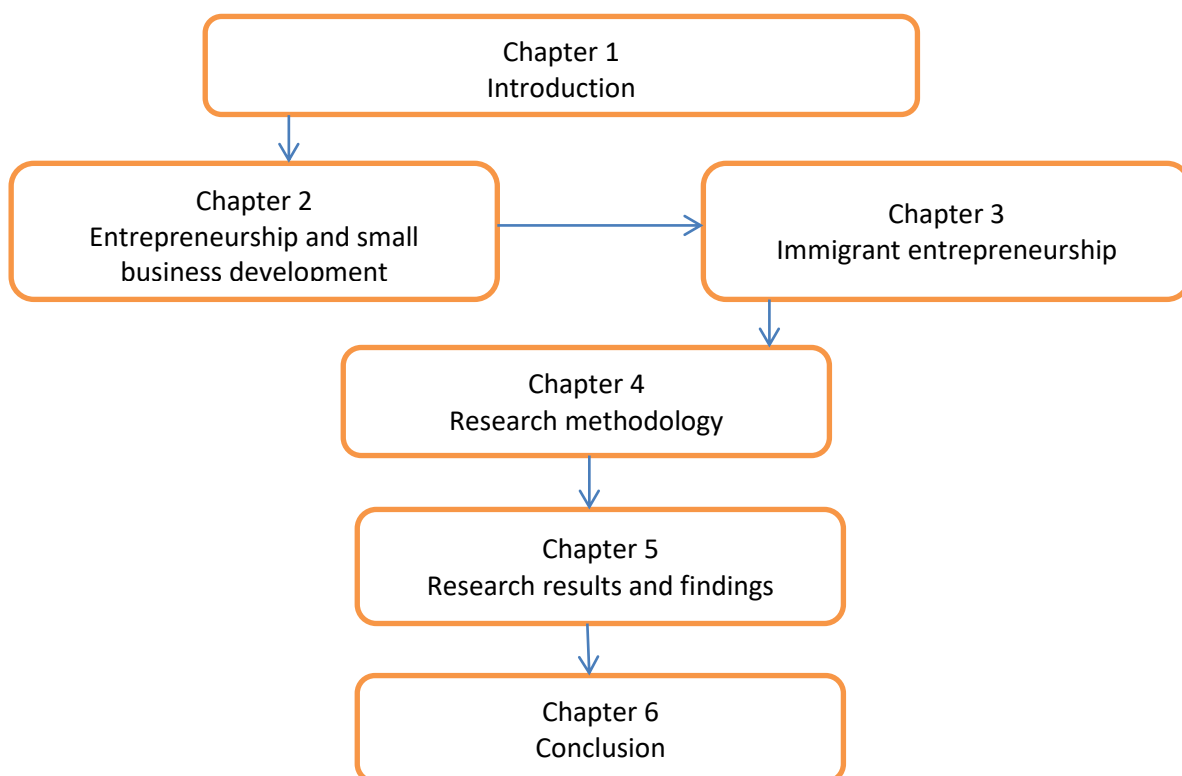 Chapter 1
Introduction
Chapter 2
Entrepreneurship and small
business development
Chapter 3
Immigrant entrepreneurship
Chapter 4
Research methodology
Chapter 5
Research results and findings
Chapter 6
Conclusion